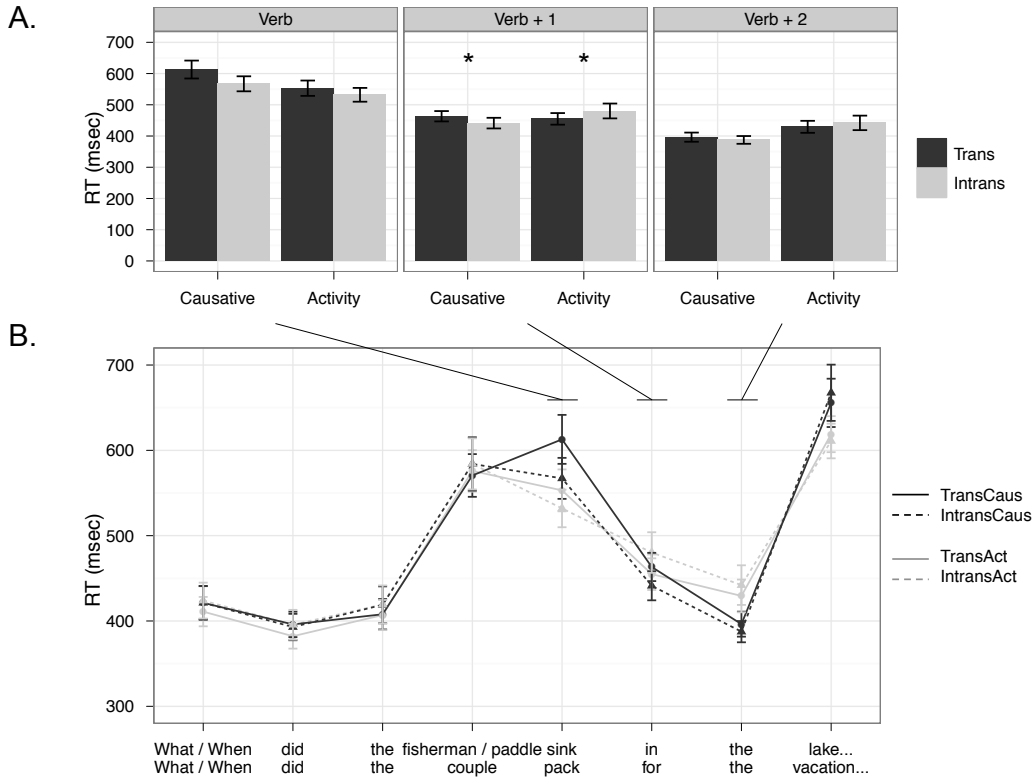 A.
Verb
Verb + 1
Verb + 2
700
600
500
400
300
200
100
0
RT (msec)
*
*
Trans
Intrans
Causative Activity Causative Activity Causative Activity
B.
700
600
500
400
300
RT (msec)
TransCaus
IntransCaus
TransAct
IntransAct
What / When did the fisherman / paddle sink in the lake...
What / When did the couple pack for the vacation...